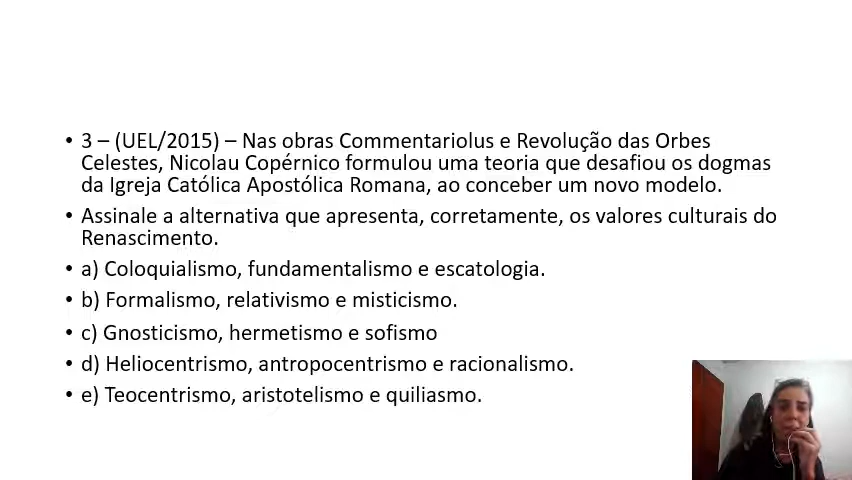 • 3 – (UEL/2015) – Nas obras Commentariolus e Revolução das Orbes
Celestes, Nicolau Copérnico formulou uma teoria que desafiou os dogmas
da Igreja Católica Apostólica Romana, ao conceber um novo modelo.
• Assinale a alternativa que apresenta, corretamente, os valores culturais do
Renascimento.
• a) Coloquialismo, fundamentalismo e escatologia.
• b) Formalismo, relativismo e misticismo.
• c) Gnosticismo, hermetismo e sofismo
• d) Heliocentrismo, antropocentrismo e racionalismo.
• e) Teocentrismo, aristotelismo e quiliasmo.